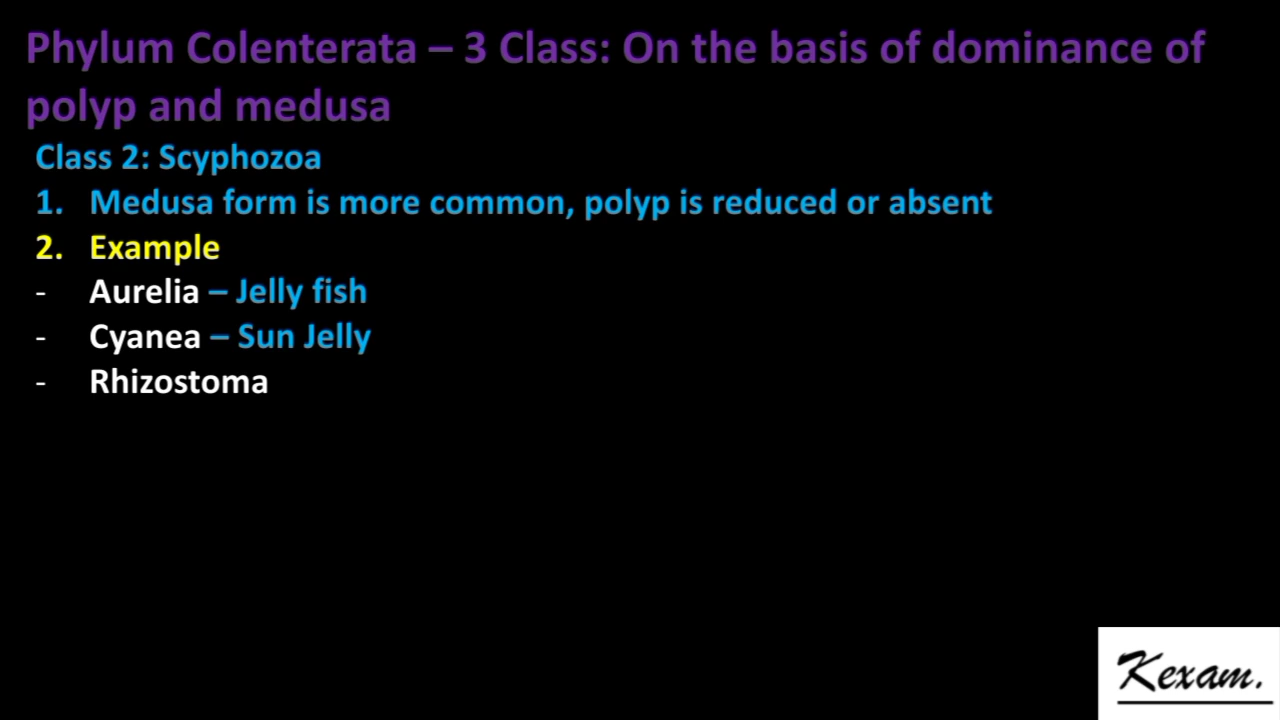 Phylum Colenterata – 3 Class: On the basis of dominance of
polyp and medusa
Class 2: Scyphozoa
1. Medusa form is more common, polyp is reduced or absent
2. Example
- Aurelia – Jelly fish
- Cyanea – Sun Jelly
- Rhizostoma
Kexam.